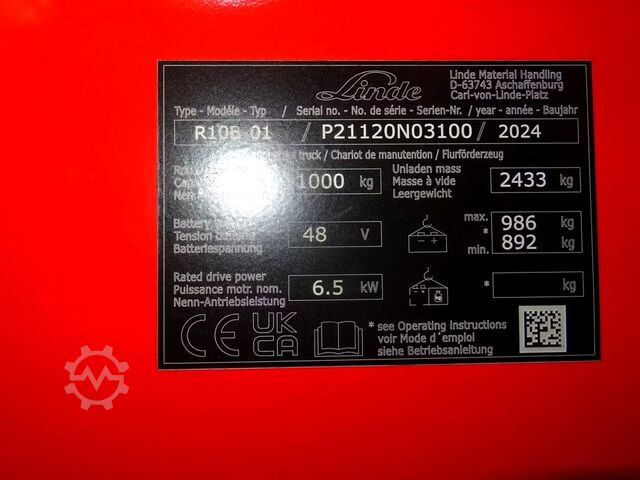 Linde
Linde Material Handling
D-63743 Aschaffenburg
Carl-von-Linde-Platz
Type - Modéle - Typ / Serial no. - No. de série - Serien-Nr. / year - année - Baujahr
R10B 01 / P21120N03100 / 2024
truck / Chariot de manutention / Flurförderzeug
1000 kg
Unladen mass
Masse à vide
Leergewicht
2433 kg
Battery
Tension
Batteriespannung
48 V
max. 986 kg
*
min. 892 kg
Rated drive power
Puissance motr. nom.
Nenn-Antriebsleistung
6.5 kW
* kg
CE UK CA
* see Operating instructions
voir Mode d´emploi
siehe Betriebsanleitung